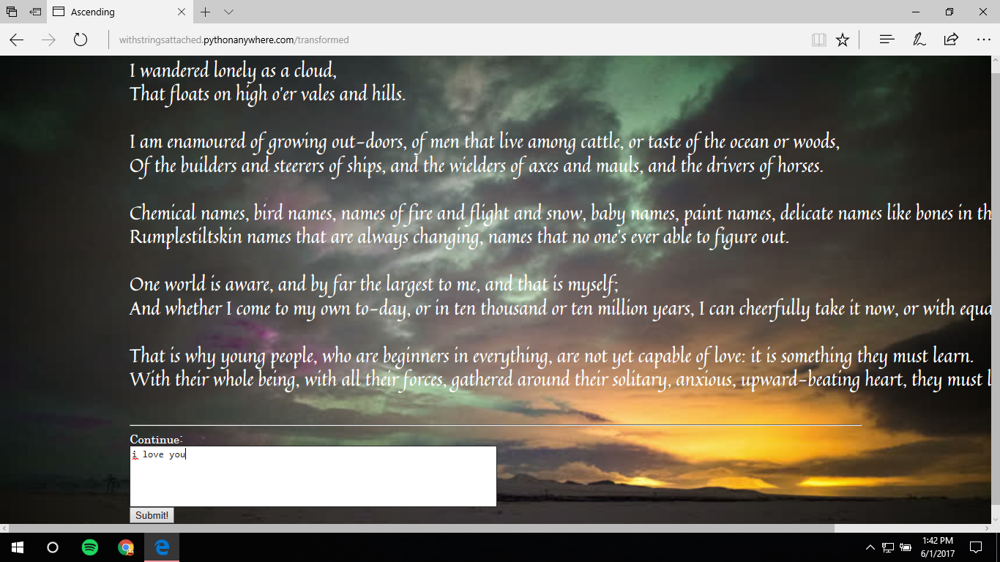 Ascending
withstringsattached.pythonanywhere.com/transformed
I wandered lonely as a cloud,
That floats on high o'er vales and hills.
I am enamoured of growing out-doors, of men that live among cattle, or taste of the ocean or woods,
Of the builders and steerers of ships, and the wielders of axes and mauls, and the drivers of horses.
Chemical names, bird names, names of fire and flight and snow, baby names, paint names, delicate names like bones in
Rumplestiltskin names that are always changing, names that no one's ever able to figure out.
One world is aware, and by far the largest to me, and that is myself;
And whether I come to my own to-day, or in ten thousand or ten million years, I can cheerfully take it now, or with
That is why young people, who are beginners in everything, are not yet capable of love: it is something they must learn.
With their whole being, with all their forces, gathered around their solitary, anxious, upward-beating heart, they must
Continue:
i love you
Submit!
1:42 PM
6/1/2017